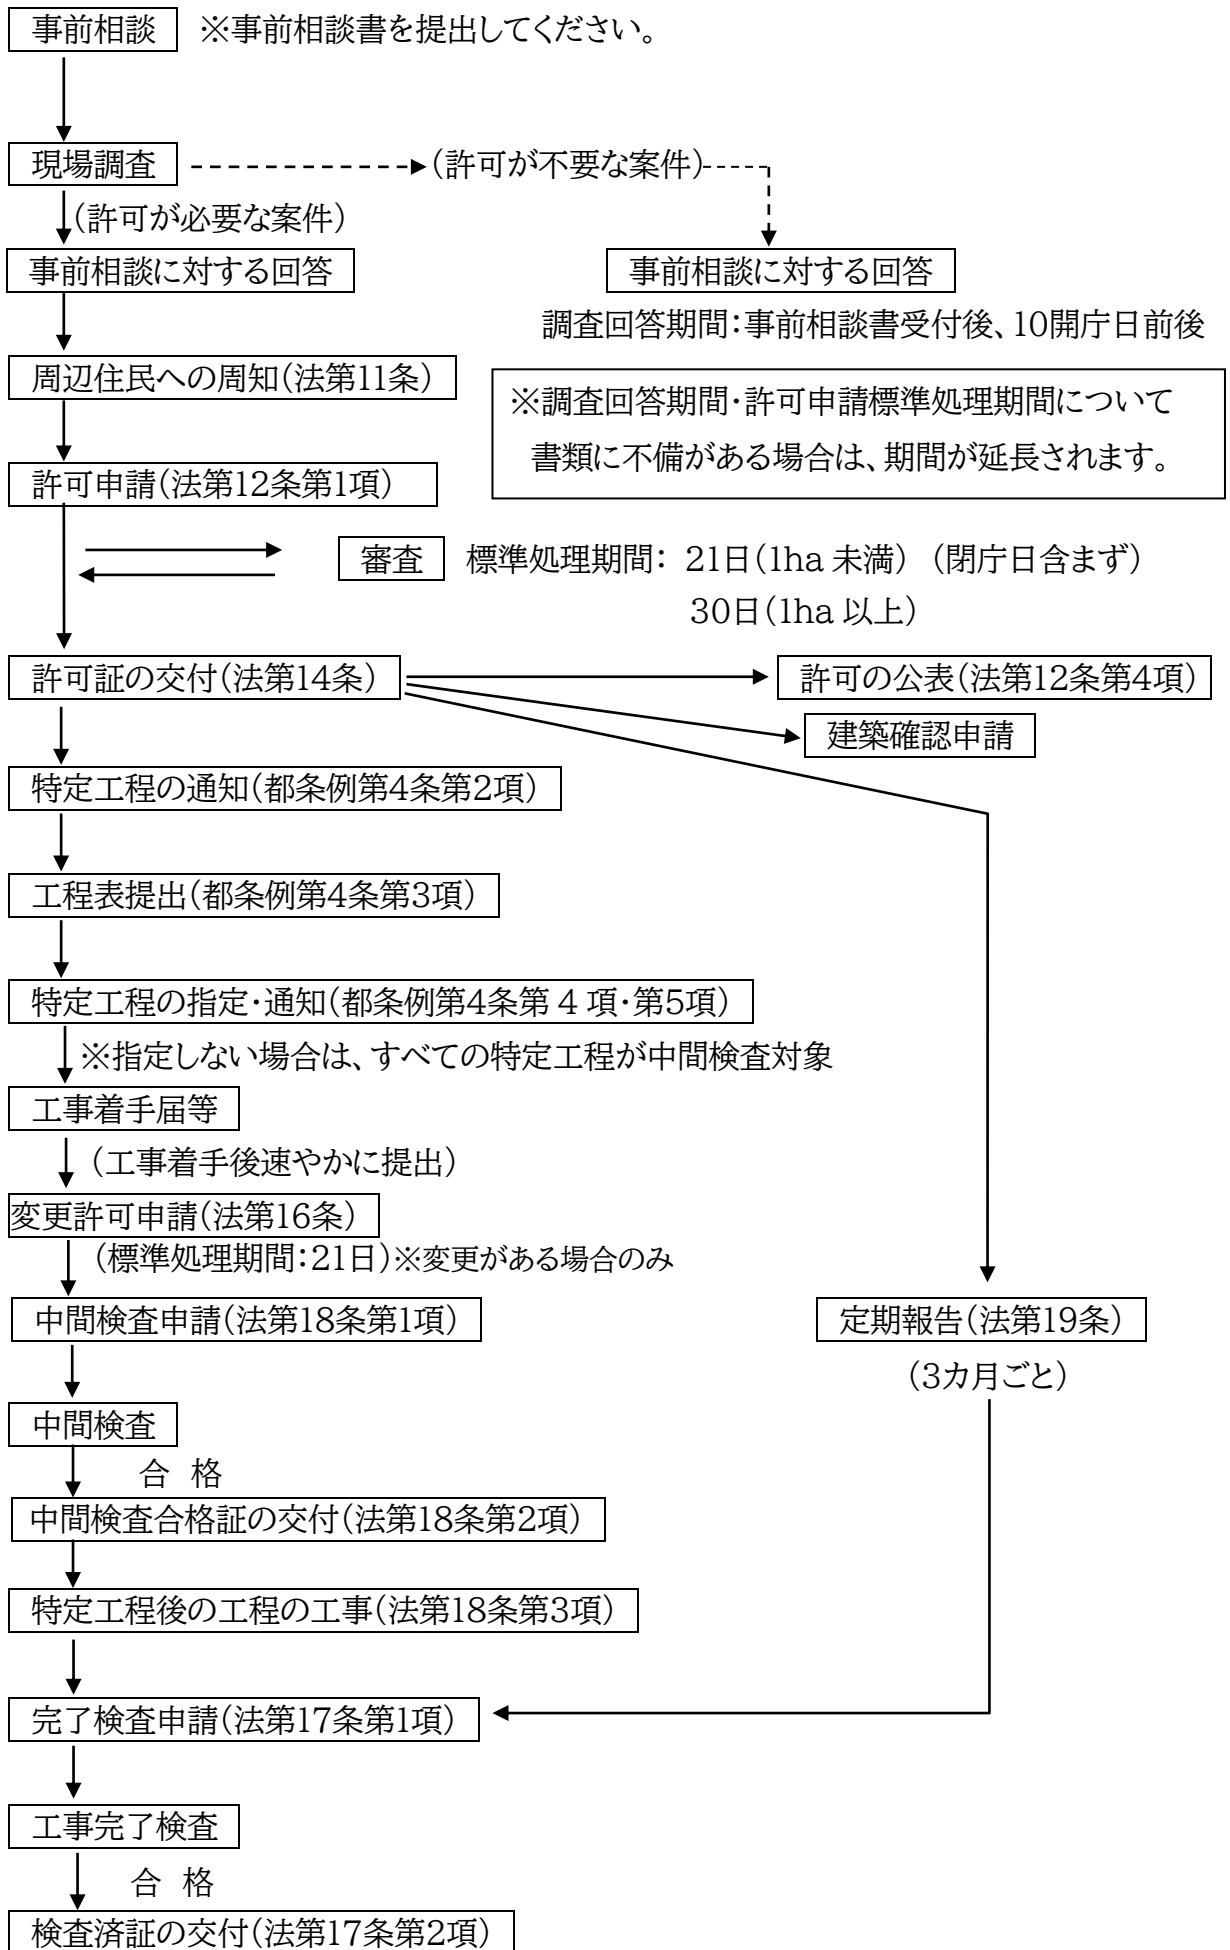 事前相談 ※事前相談書を提出してください。
現場調査 (許可が不要な案件)
(許可が必要な案件)
事前相談に対する回答 事前相談に対する回答
調査回答期間：事前相談書受付後、10開庁日前後
周辺住民への周知(法第11条)
※調査回答期間・許可申請標準処理期間について
書類に不備がある場合は、期間が延長されます。
許可申請(法第12条第1項)
審査 標準処理期間： 21日(1ha 未満) (閉庁日含まず)
30日(1ha 以上)
許可証の交付(法第14条) 許可の公表(法第12条第4項)
建築確認申請
特定工程の通知(都条例第4条第2項)
工程表提出(都条例第4条第3項)
特定工程の指定・通知(都条例第4条第 4 項・第5項)
※指定しない場合は、すべての特定工程が中間検査対象
工事着手届等
(工事着手後速やかに提出)
変更許可申請(法第16条)
(標準処理期間：21日)※変更がある場合のみ
中間検査申請(法第18条第1項) 定期報告(法第19条)
(3カ月ごと)
中間検査
合 格
中間検査合格証の交付(法第18条第2項)
特定工程後の工程の工事(法第18条第3項)
完了検査申請(法第17条第1項)
工事完了検査
合 格
検査済証の交付(法第17条第2項)